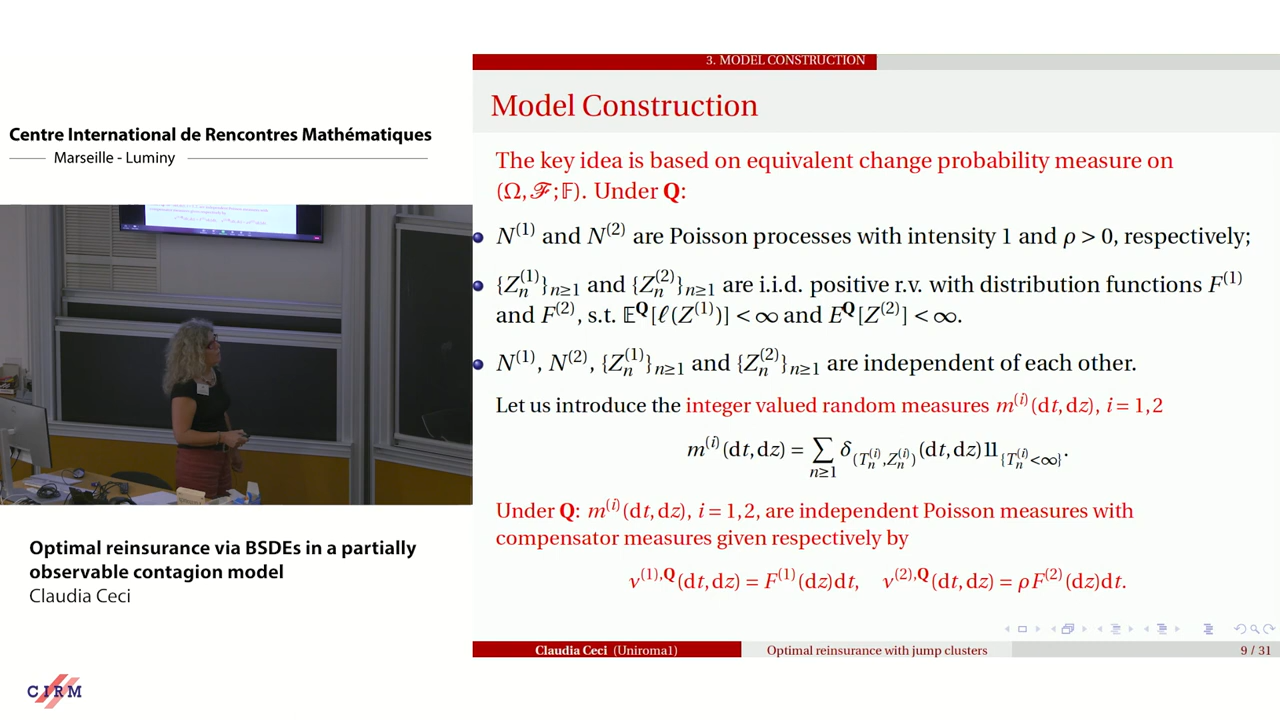 Centre International de Rencontres Mathématiques
Marseille - Luminy
Optimal reinsurance via BSDEs in a partially
observable contagion model
Claudia Ceci
CIRM
3. MODEL CONSTRUCTION
Model Construction
The key idea is based on equivalent change probability measure on
(Ω, ℱ; 𝔽). Under Q:
N^{(1)} and N^{(2)} are Poisson processes with intensity 1 and ρ > 0, respectively;
{Z_n^{(1)}}_{n≥1} and {Z_n^{(2)}}_{n≥1} are i.i.d. positive r.v. with distribution functions F^{(1)}
and F^{(2)}, s.t. 𝔼^Q[ℓ(Z^{(1)})] < ∞ and E^Q[Z^{(2)}] < ∞.
N^{(1)}, N^{(2)}, {Z_n^{(1)}}_{n≥1} and {Z_n^{(2)}}_{n≥1} are independent of each other.
Let us introduce the integer valued random measures m^{(i)}(dt,dz), i = 1,2
m^{(i)}(dt,dz) = ∑_{n≥1} δ_{(T_n^{(i)},Z_n^{(i)})}(dt,dz)1l_{{T_n^{(i)}<∞}}.
Under Q: m^{(i)}(dt,dz), i = 1,2, are independent Poisson measures with
compensator measures given respectively by
ν^{(1),Q}(dt,dz) = F^{(1)}(dz)dt, ν^{(2),Q}(dt,dz) = ρF^{(2)}(dz)dt.
Claudia Ceci (Uniroma1) Optimal reinsurance with jump clusters 9 / 31